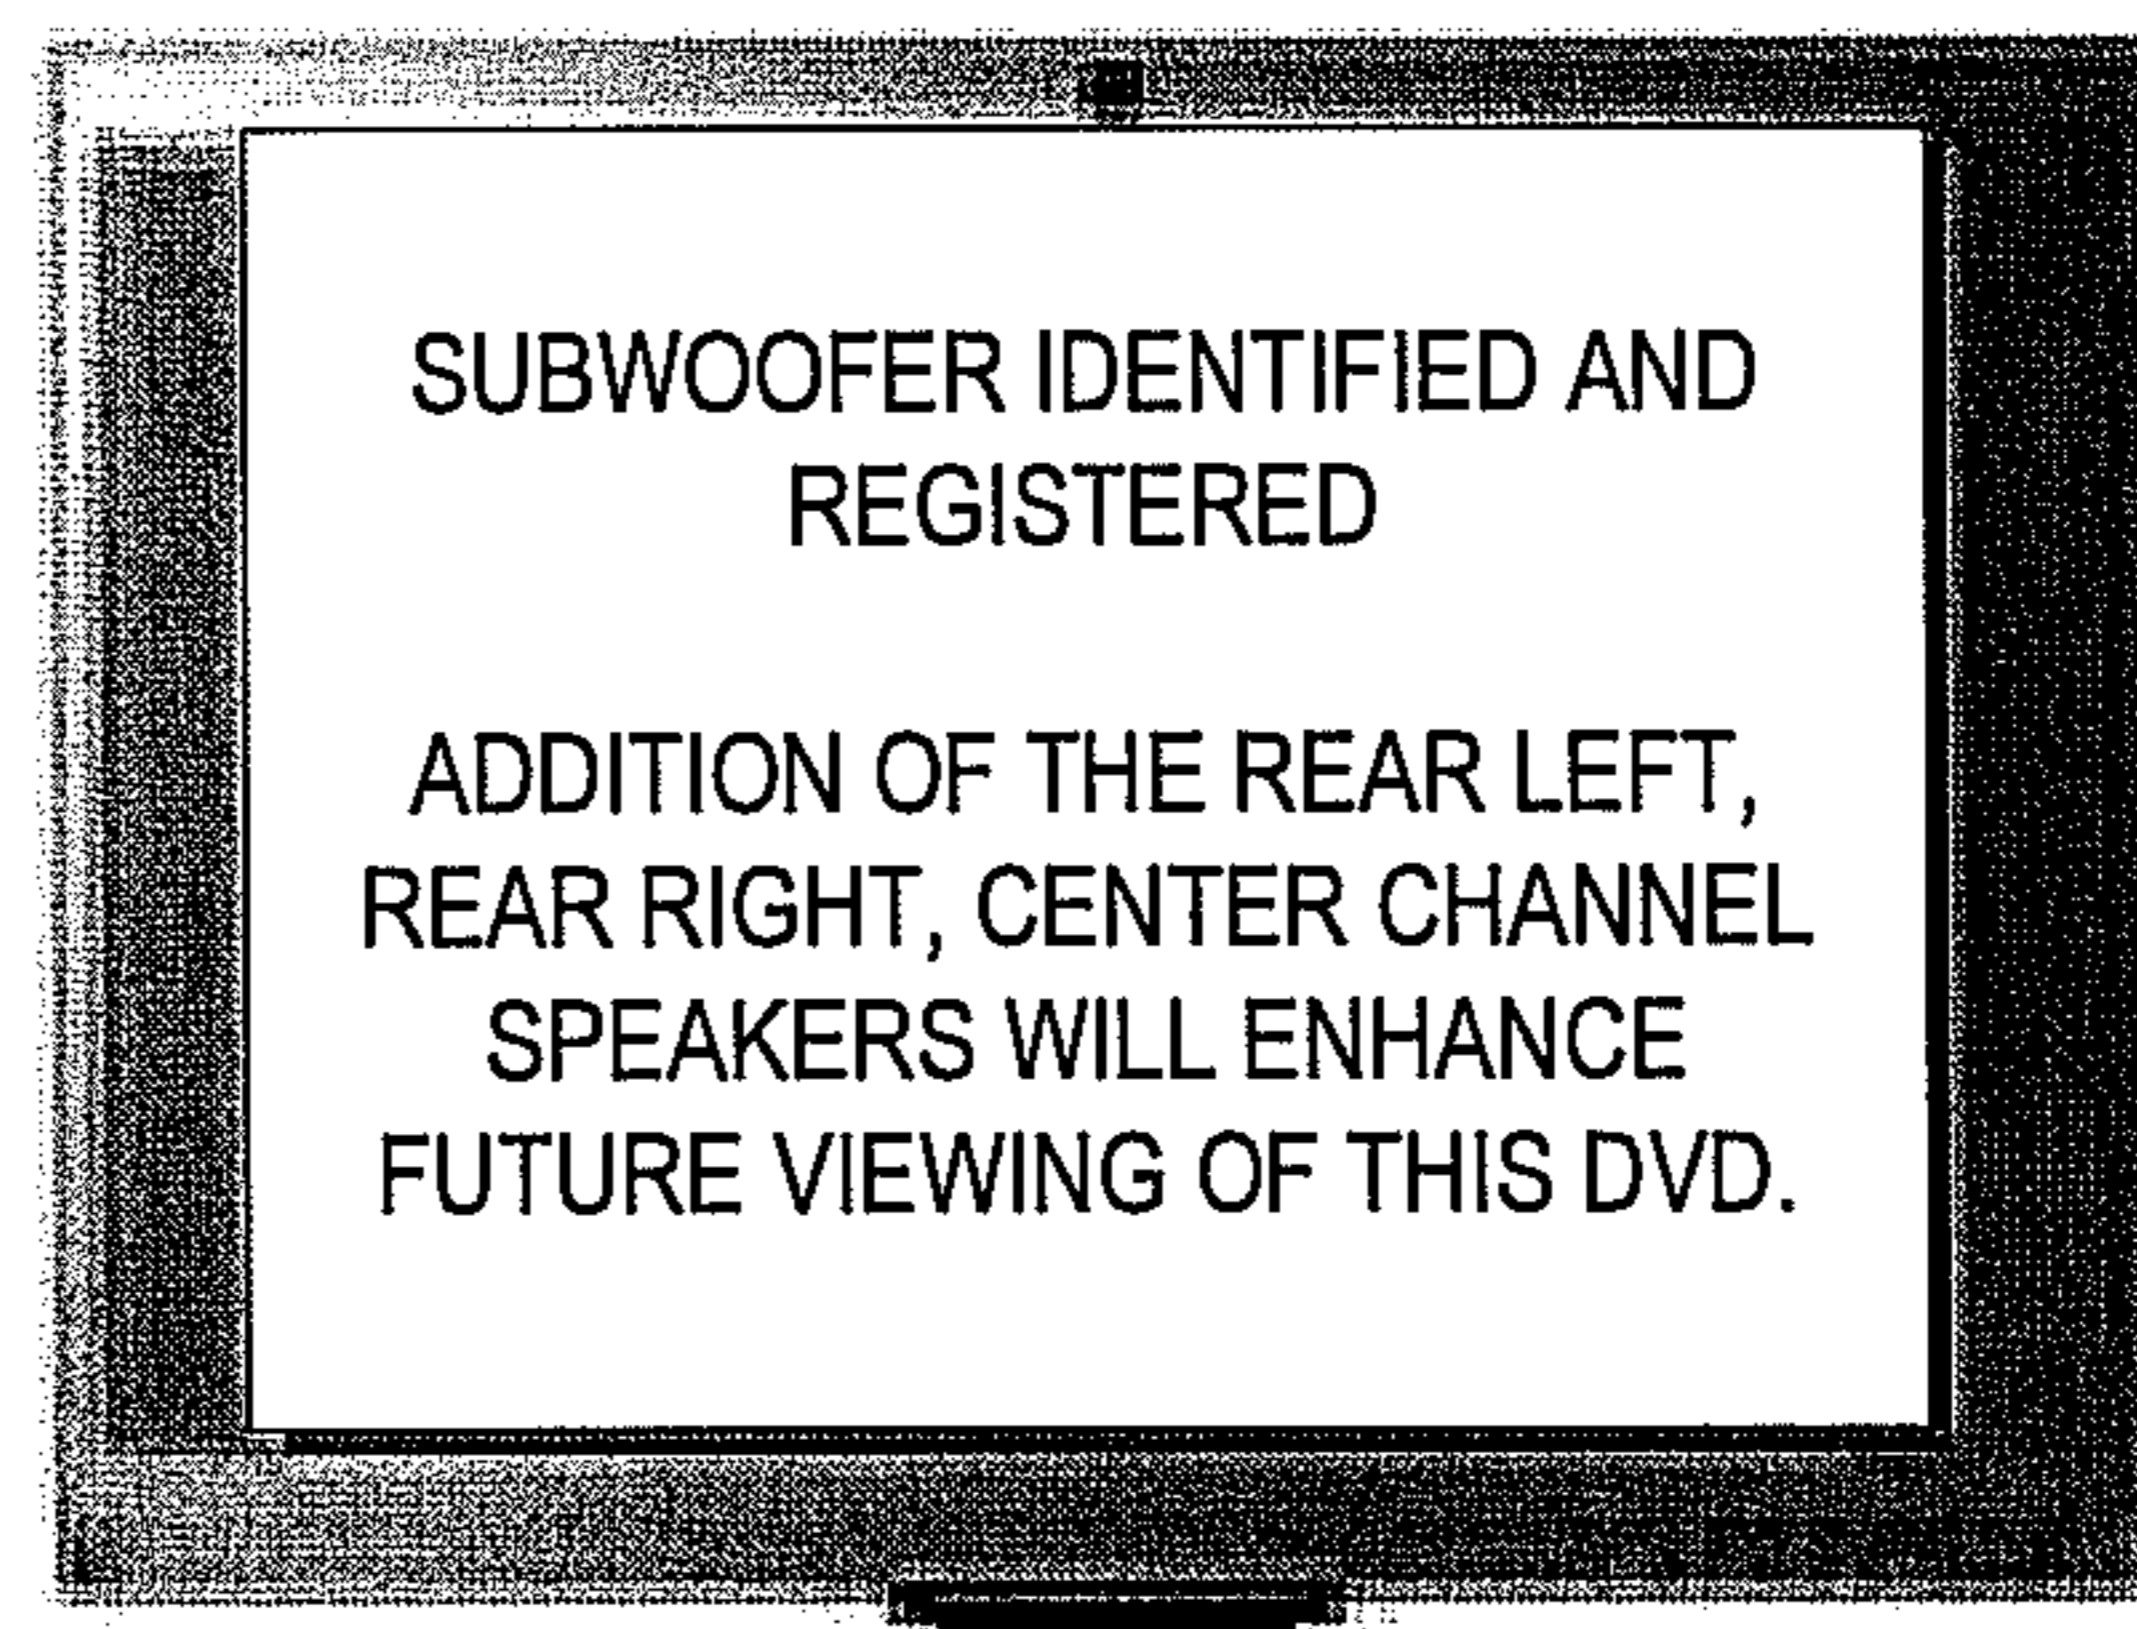 SUBWOOFER IDENTIFIED AND
REGISTERED
ADDITION OF THE REAR LEFT,
REAR RIGHT, CENTER CHANNEL
SPEAKERS WILL ENHANCE
FUTURE VIEWING OF THIS DVD.